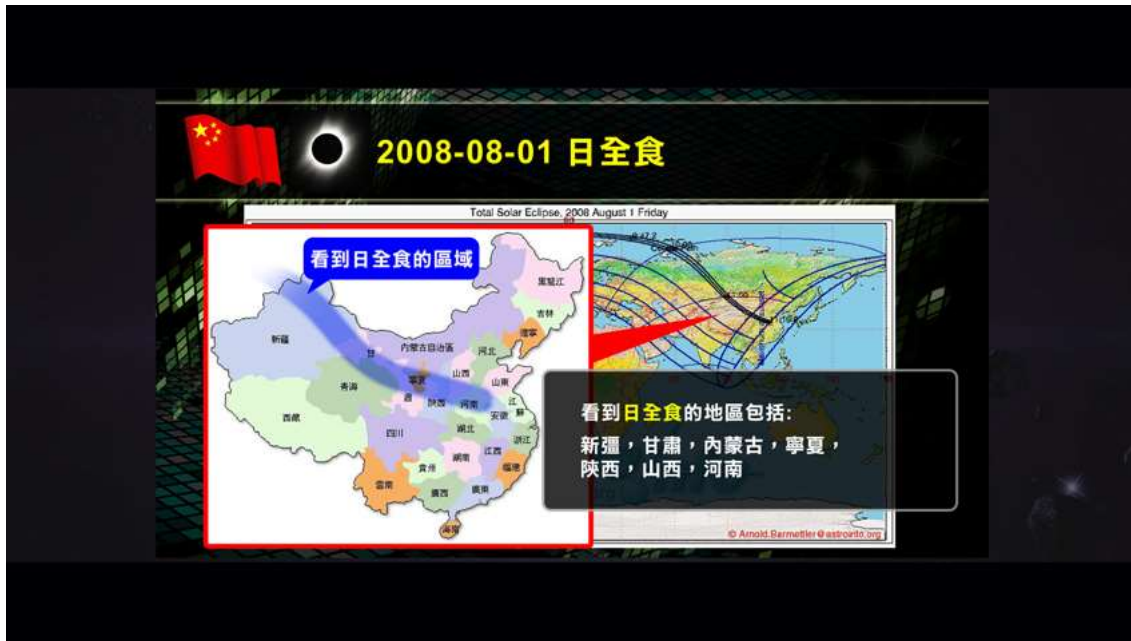 2008-08-01 日全食
Total Solar Eclipse, 2008 August 1 Friday
看到日全食的區域
黑龍江
吉林
遼寧
新疆
甘
內蒙古自治區
河北
寧夏
山西
山東
青海
肅
陝西
河南
江
蘇
安徽
西藏
四川
湖北
浙江
貴州
湖南
江西
福建
雲南
廣西
廣東
海南
看到日全食的地區包括:
新疆，甘肅，內蒙古，寧夏，
陝西，山西，河南
© Arnold.Barmettler@astroinfo.org